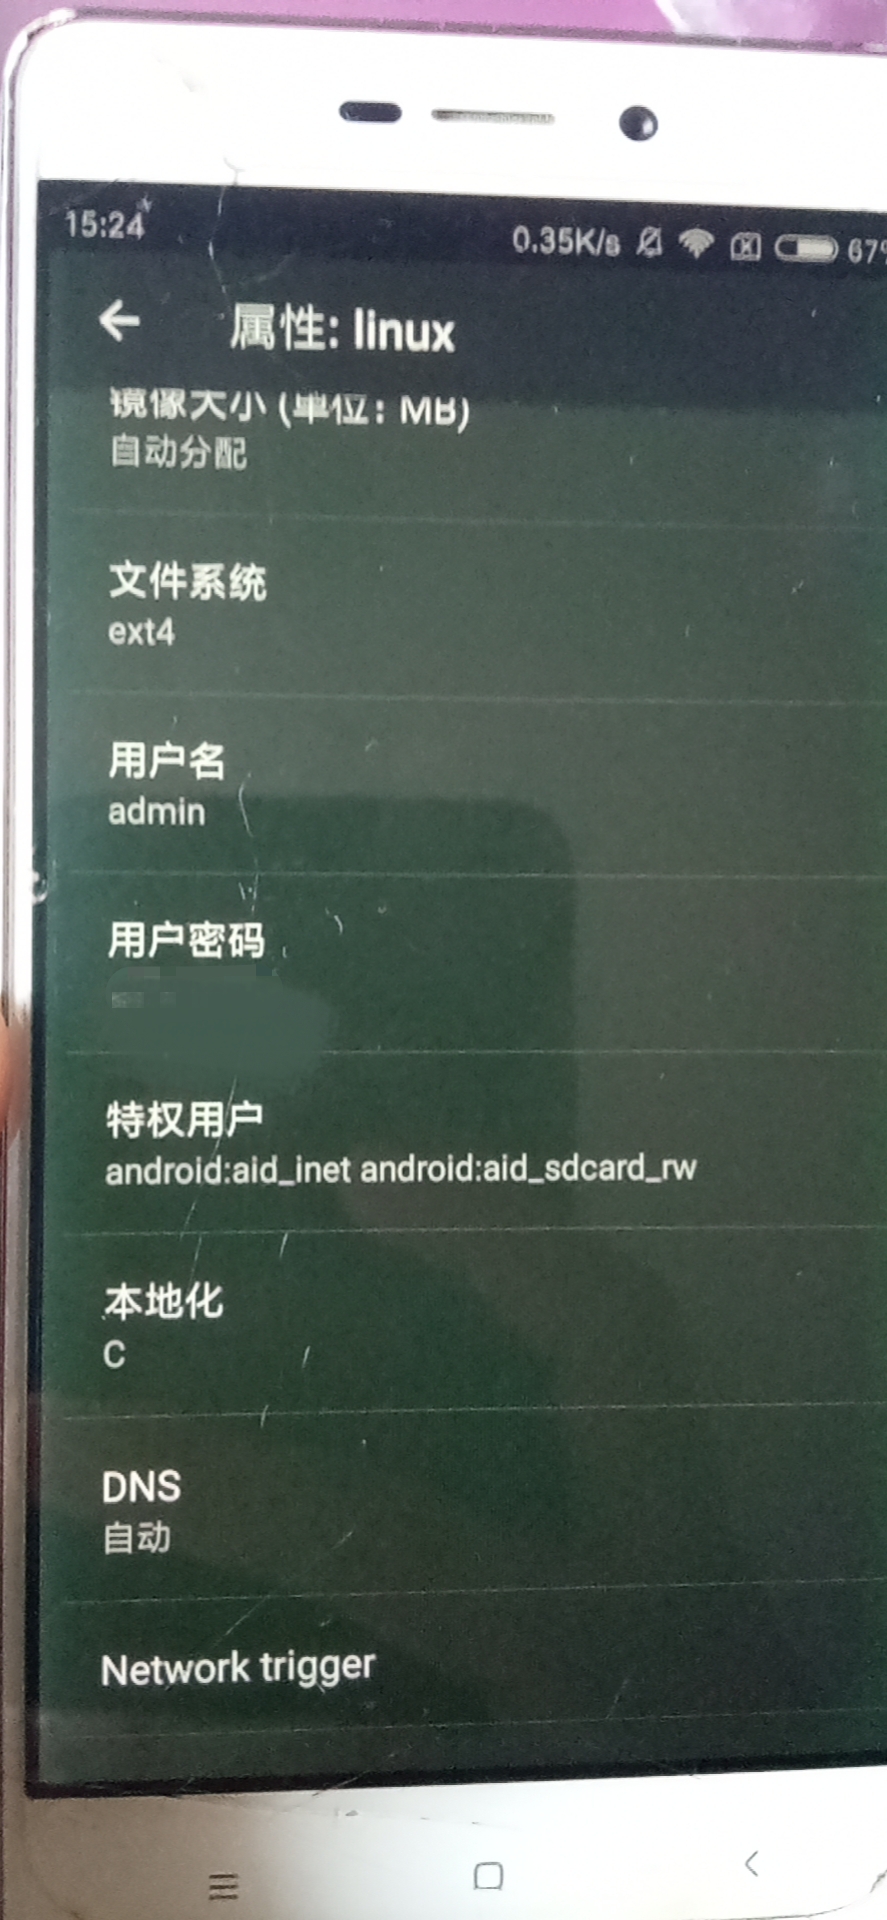 15:24
0.35K/s 67%
属性: linux
镜像大小 (单位: MB)
自动分配
文件系统
ext4
用户名
admin
用户密码
特权用户
android:aid_inet android:aid_sdcard_rw
本地化
C
DNS
自动
Network trigger